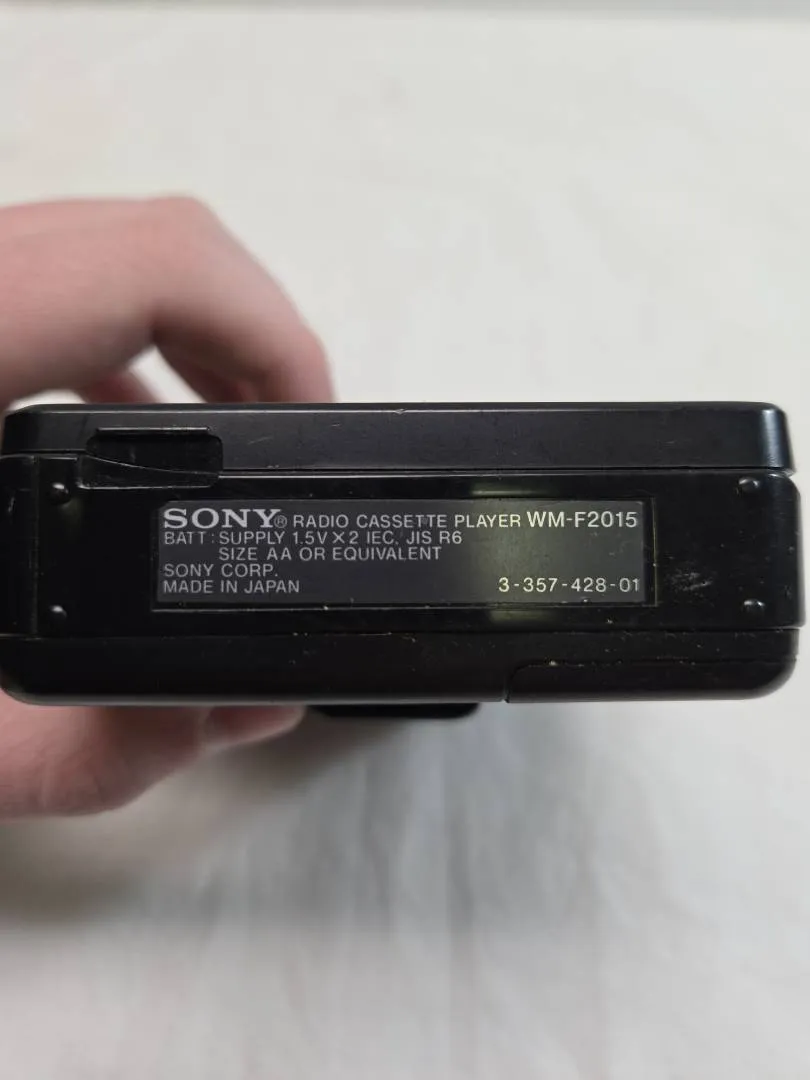 SONY® RADIO CASSETTE PLAYER WM-F2015
BATT : SUPPLY 1.5V X 2 IEC, JIS R6
SIZE AA OR EQUIVALENT
SONY CORP.
MADE IN JAPAN 3-357-428-01